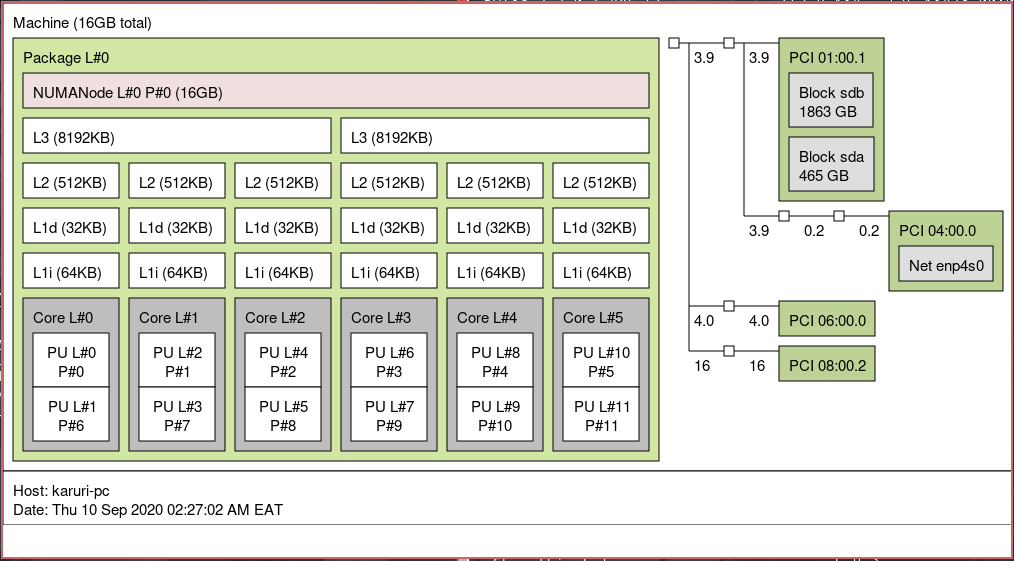 Machine (16GB total)
Package L#0
NUMANode L#0 P#0 (16GB)
L3 (8192KB) L3 (8192KB)
L2 (512KB) L2 (512KB) L2 (512KB) L2 (512KB) L2 (512KB) L2 (512KB)
L1d (32KB) L1d (32KB) L1d (32KB) L1d (32KB) L1d (32KB) L1d (32KB)
L1i (64KB) L1i (64KB) L1i (64KB) L1i (64KB) L1i (64KB) L1i (64KB)
Core L#0 Core L#1 Core L#2 Core L#3 Core L#4 Core L#5
PU L#0 PU L#2 PU L#4 PU L#6 PU L#8 PU L#10
P#0 P#1 P#2 P#3 P#4 P#5
PU L#1 PU L#3 PU L#5 PU L#7 PU L#9 PU L#11
P#6 P#7 P#8 P#9 P#10 P#11
3.9 3.9 PCI 01:00.1
Block sdb
1863 GB
Block sda
465 GB
3.9 0.2 0.2 PCI 04:00.0
Net enp4s0
4.0 4.0 PCI 06:00.0
16 16 PCI 08:00.2
Host: karuri-pc
Date: Thu 10 Sep 2020 02:27:02 AM EAT